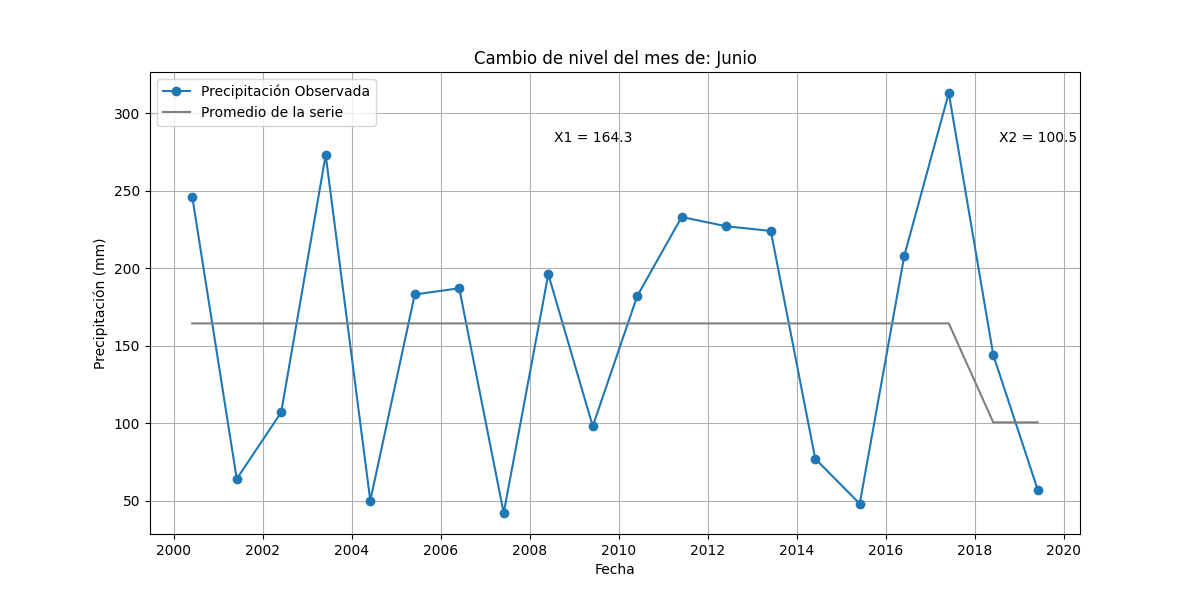 Cambio de nivel del mes de: Junio
Precipitación Observada
Promedio de la serie
X1 = 164.3
X2 = 100.5
Precipitación (mm)
300
250
200
150
100
50
2000 2002 2004 2006 2008 2010 2012 2014 2016 2018 2020
Fecha